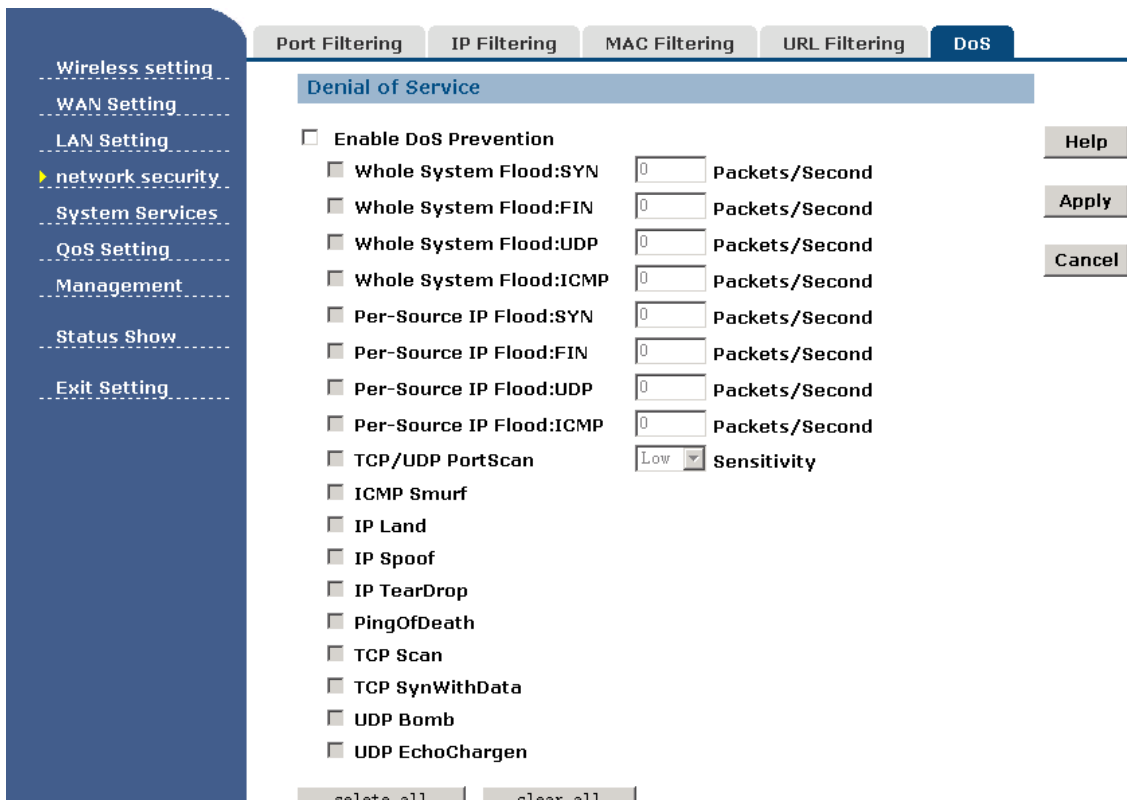 Port Filtering
IP Filtering
MAC Filtering
URL Filtering
DoS
Wireless setting
WAN Setting
LAN Setting
network security
System Services
QoS Setting
Management
Status Show
Exit Setting
Denial of Service
Enable DoS Prevention
Whole System Flood:SYN 0 Packets/Second
Whole System Flood:FIN 0 Packets/Second
Whole System Flood:UDP 0 Packets/Second
Whole System Flood:ICMP 0 Packets/Second
Per-Source IP Flood:SYN 0 Packets/Second
Per-Source IP Flood:FIN 0 Packets/Second
Per-Source IP Flood:UDP 0 Packets/Second
Per-Source IP Flood:ICMP 0 Packets/Second
TCP/UDP PortScan Low Sensitivity
ICMP Smurf
IP Land
IP Spoof
IP TearDrop
PingOfDeath
TCP Scan
TCP SynWithData
UDP Bomb
UDP EchoChargen
selete all
clear all
Help
Apply
Cancel